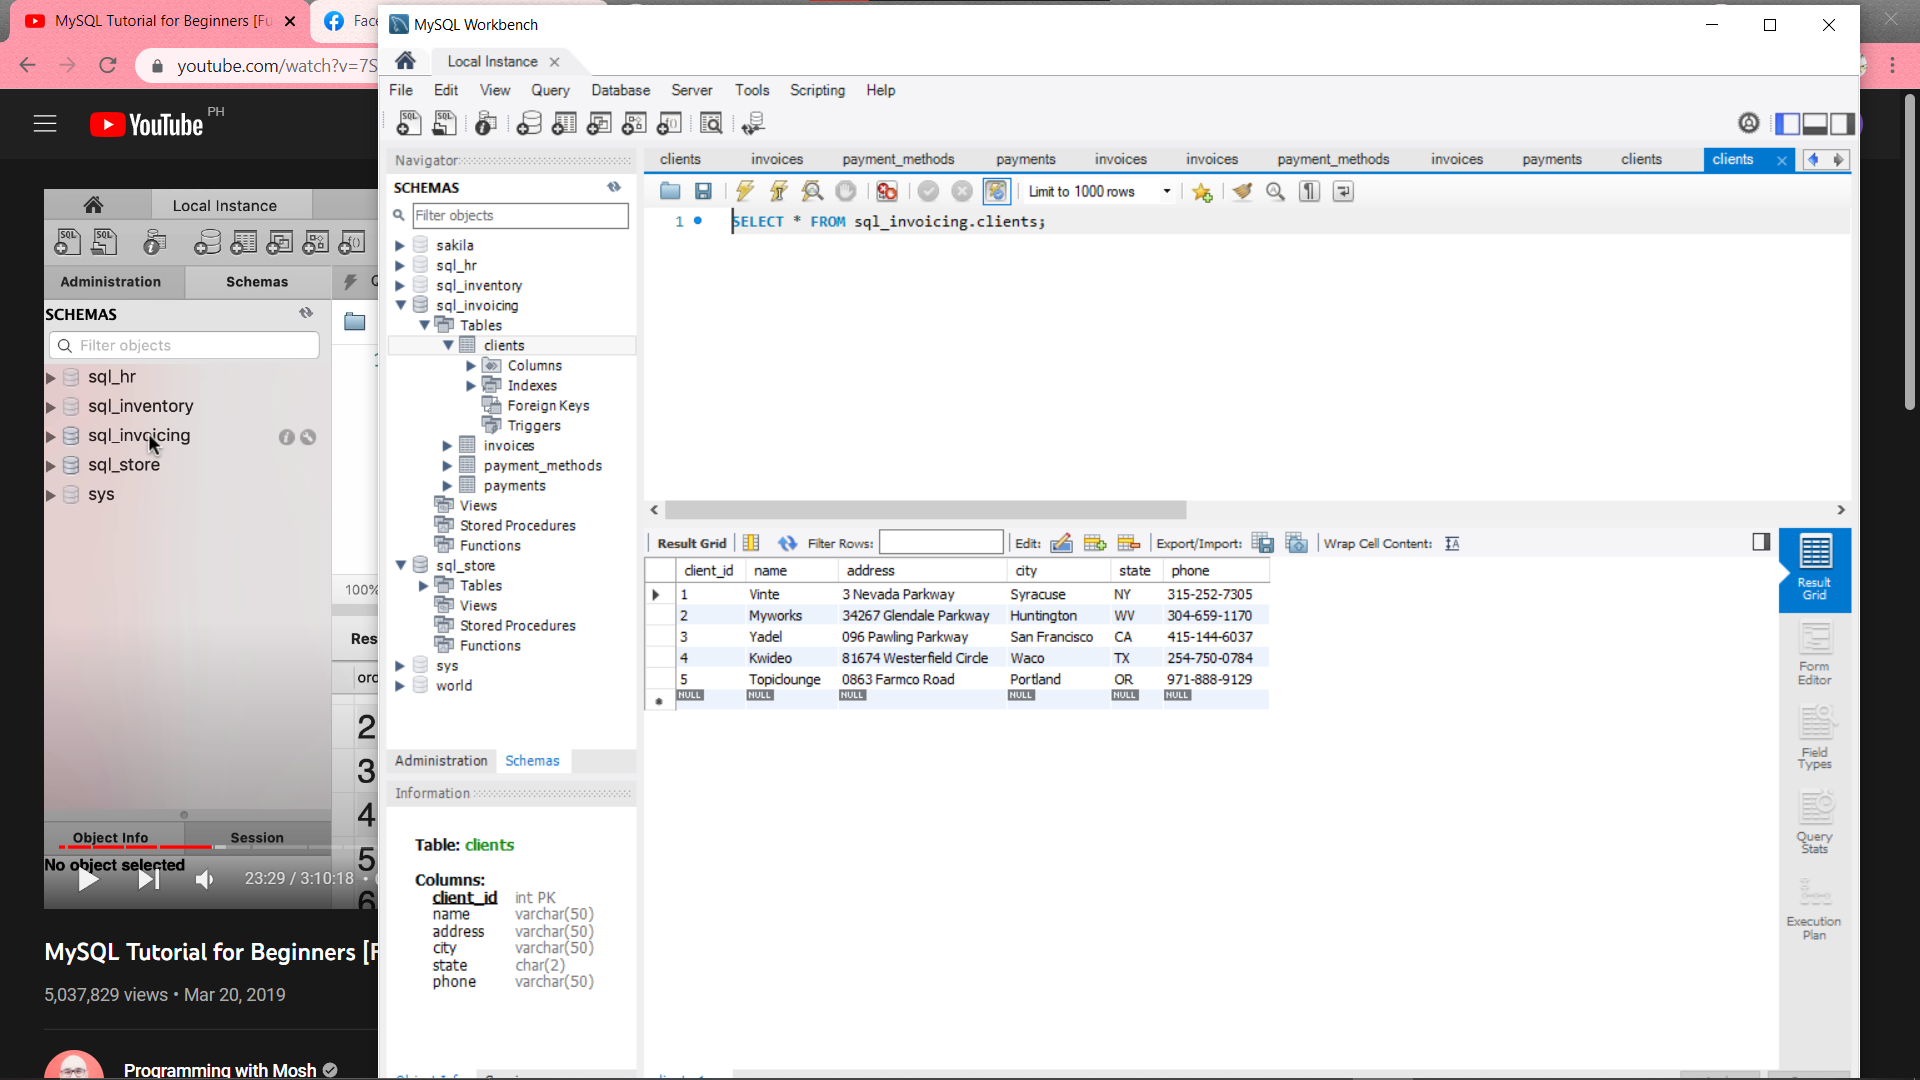 MySQL Tutorial for Beginners [Fu
Face
youtube.com/watch?v=7S
YouTube PH
Local Instance
Administration
Schemas
SCHEMAS
Filter objects
sql_hr
sql_inventory
sql_invoicing
sql_store
sys
100%
Res
ord
2
3
4
5
6
Object Info
Session
No object selected
23:29 / 3:10:18
MySQL Tutorial for Beginners [F
5,037,829 views • Mar 20, 2019
Programming with Mosh
MySQL Workbench
Local Instance
File Edit View Query Database Server Tools Scripting Help
Navigator
SCHEMAS
Filter objects
sakila
sql_hr
sql_inventory
sql_invoicing
Tables
clients
Columns
Indexes
Foreign Keys
Triggers
invoices
payment_methods
payments
Views
Stored Procedures
Functions
sql_store
Tables
Views
Stored Procedures
Functions
sys
world
Administration Schemas
Information
Table: clients
Columns:
client_id int PK
name varchar(50)
address varchar(50)
city varchar(50)
state char(2)
phone varchar(50)
clients invoices payment_methods payments invoices invoices payment_methods invoices payments clients clients
Limit to 1000 rows
1 SELECT * FROM sql_invoicing.clients;
Result Grid Filter Rows: Edit: Export/Import: Wrap Cell Content:
client_id name address city state phone
1 Vinte 3 Nevada Parkway Syracuse NY 315-252-7305
2 Myworks 34267 Glendale Parkway Huntington WV 304-659-1170
3 Yadel 096 Pawling Parkway San Francisco CA 415-144-6037
4 Kwideo 81674 Westerfield Circle Waco TX 254-750-0784
5 Topiclounge 0863 Farmco Road Portland OR 971-888-9129
NULL NULL NULL NULL NULL NULL
Result
Grid
Form
Editor
Field
Types
Query
Stats
Execution
Plan